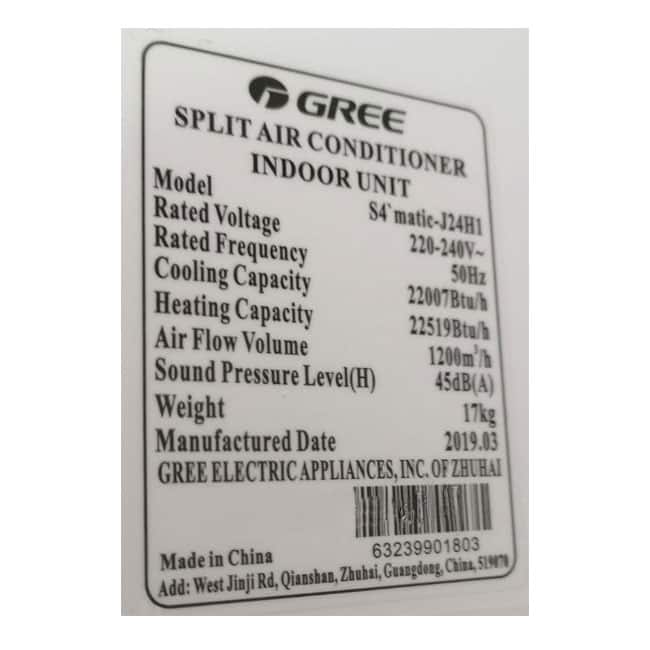 GREE
SPLIT AIR CONDITIONER
INDOOR UNIT
Model S4`matic-J24H1
Rated Voltage 220-240V~
Rated Frequency 50Hz
Cooling Capacity 22007Btu/h
Heating Capacity 22519Btu/h
Air Flow Volume 1200m³/h
Sound Pressure Level(H) 45dB(A)
Weight 17kg
Manufactured Date 2019.03
GREE ELECTRIC APPLIANCES, INC. OF ZHUHAI
63239901803
Made in China
Add: West Jinji Rd, Qianshan, Zhuhai, Guangdong, China, 519070